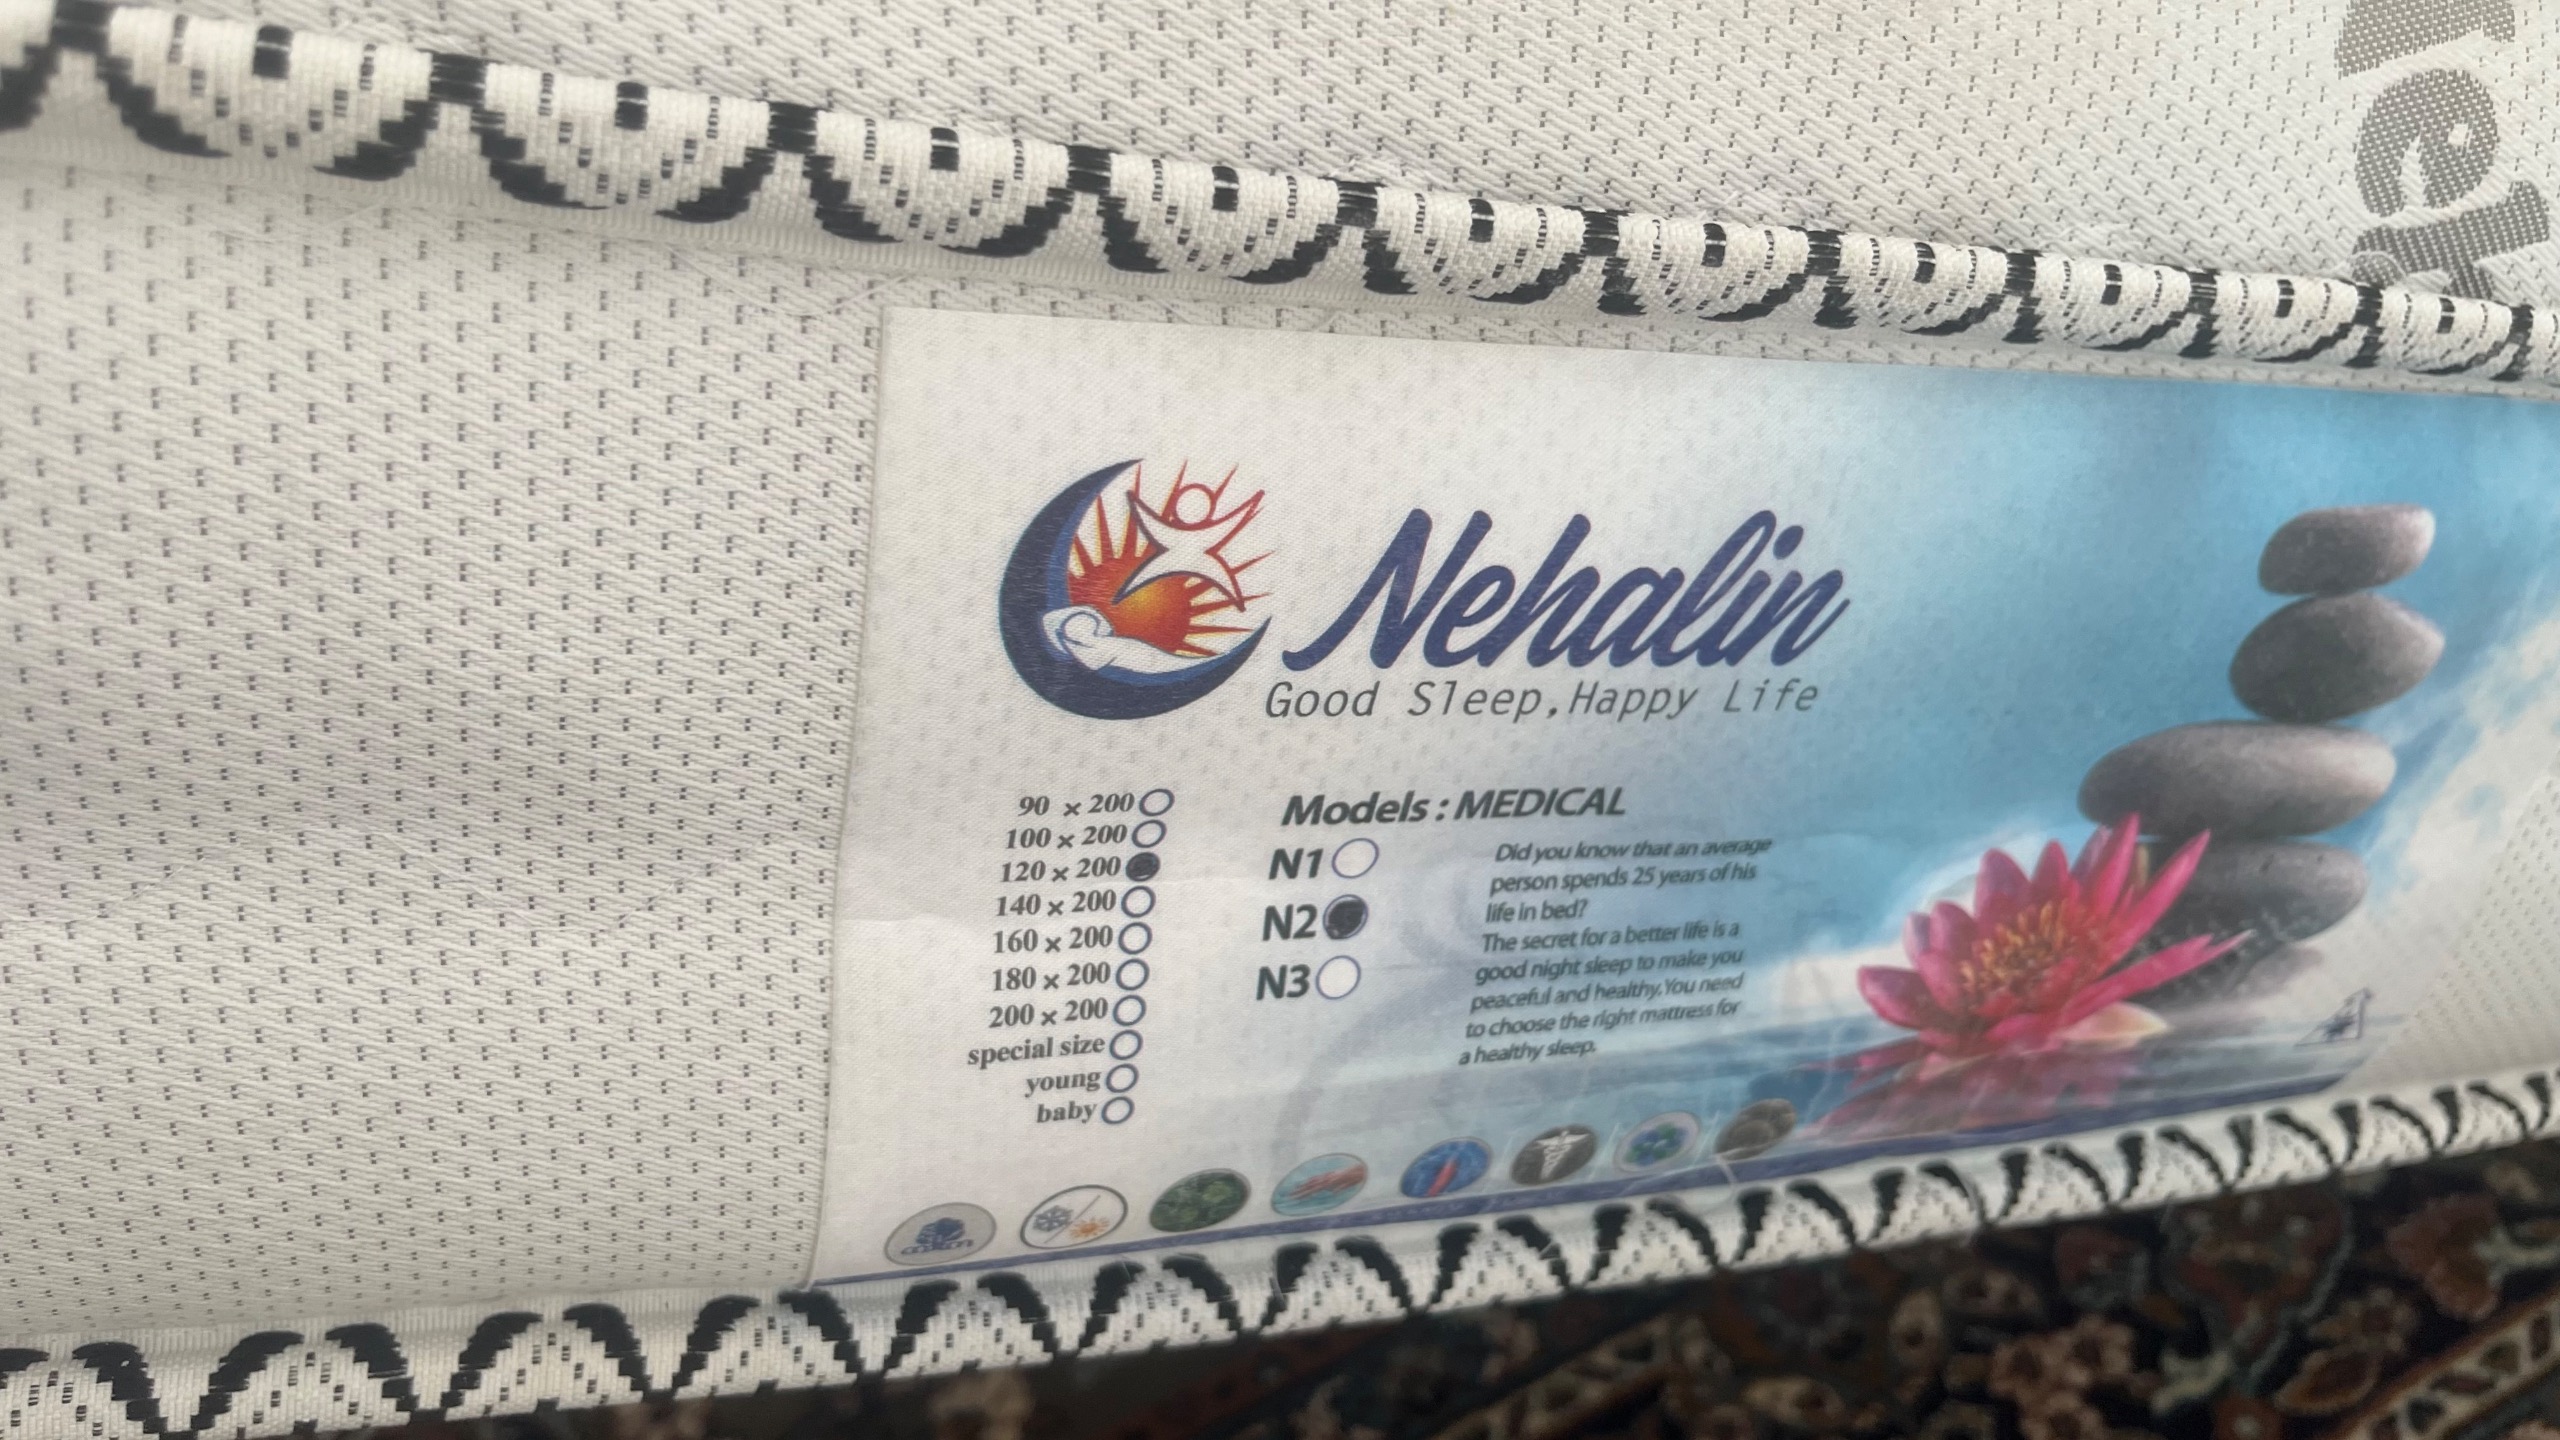 Nehalin
Good Sleep,Happy Life
90 x 200
100 x 200
120 x 200
140 x 200
160 x 200
180 x 200
200 x 200
special size
young
baby
Models : MEDICAL
N1
N2
N3
Did you know that an average
person spends 25 years of his
life in bed?
The secret for a better life is a
good night sleep to make you
peaceful and healthy.You need
to choose the right mattress for
a healthy sleep.